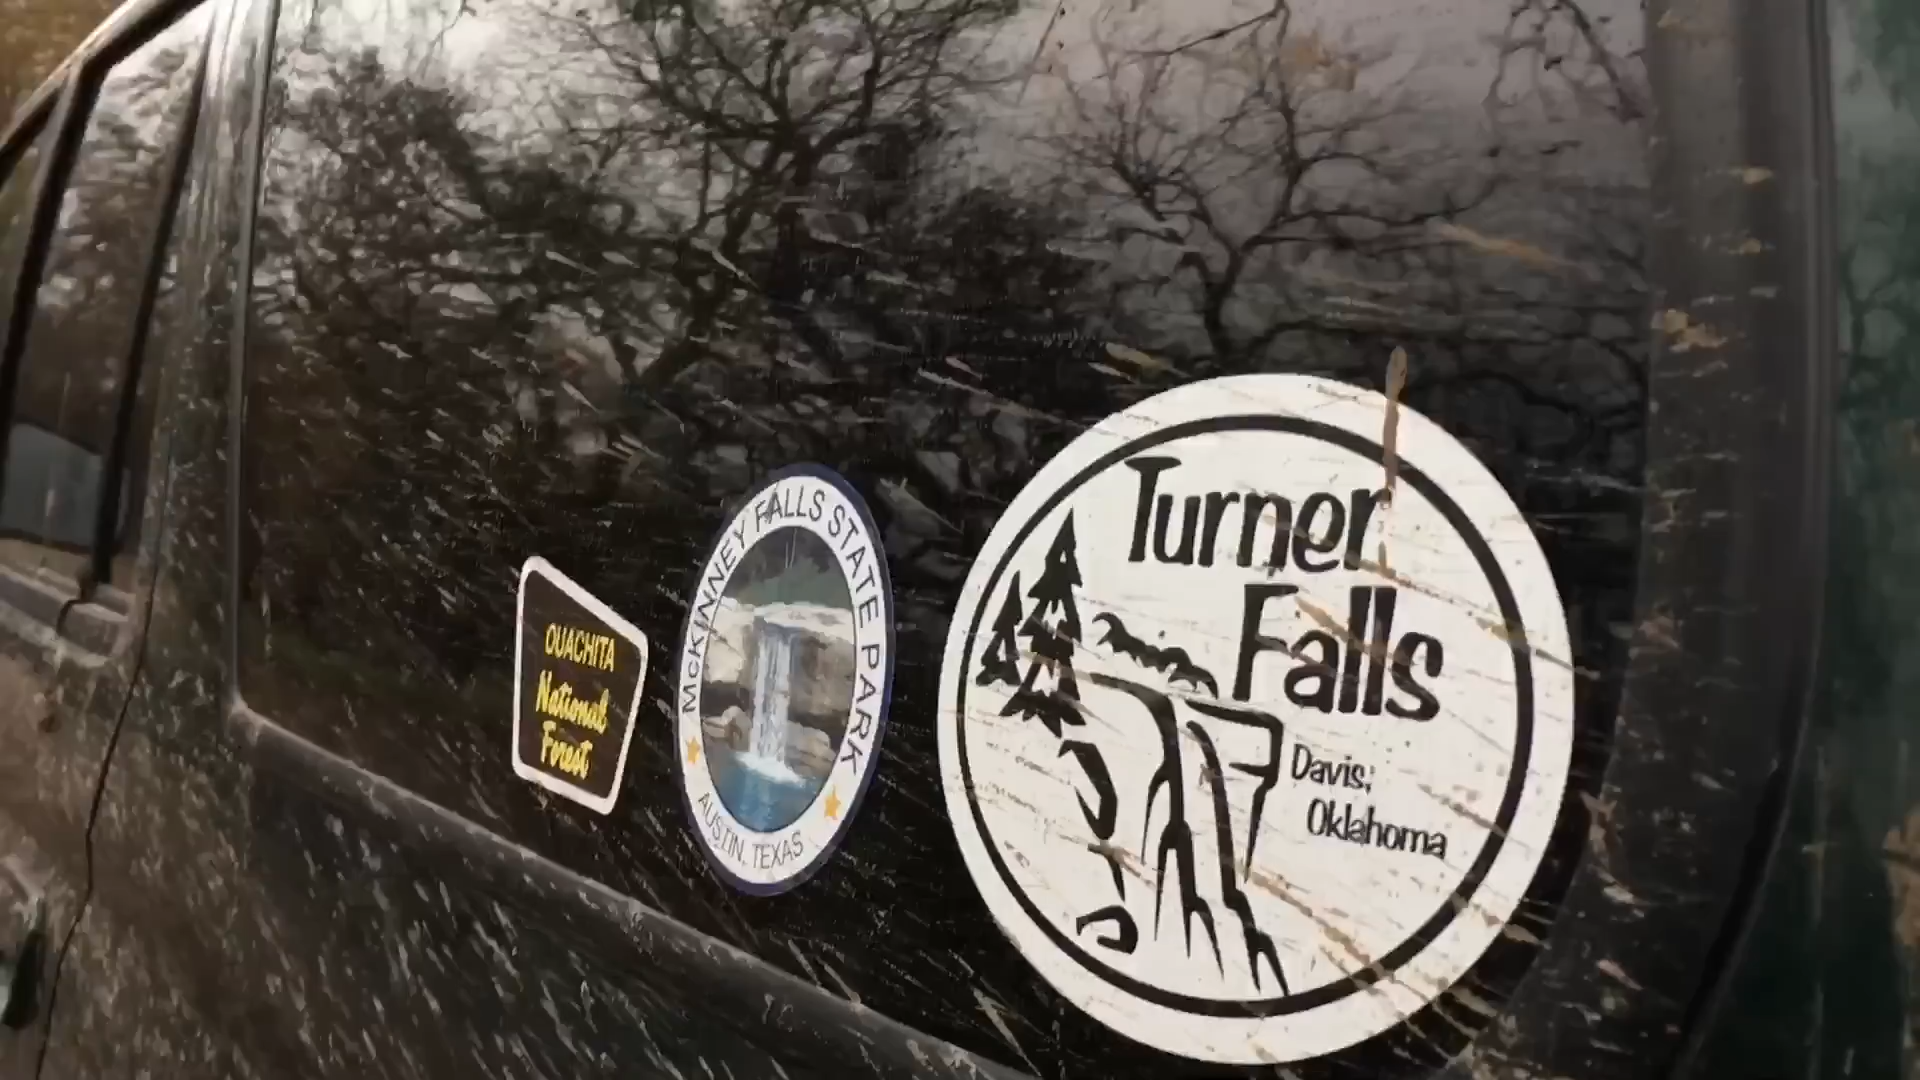 OUACHITA
National
Forest
McKINNEY FALLS STATE PARK
AUSTIN, TEXAS
Turner
Falls
Davis,
Oklahoma